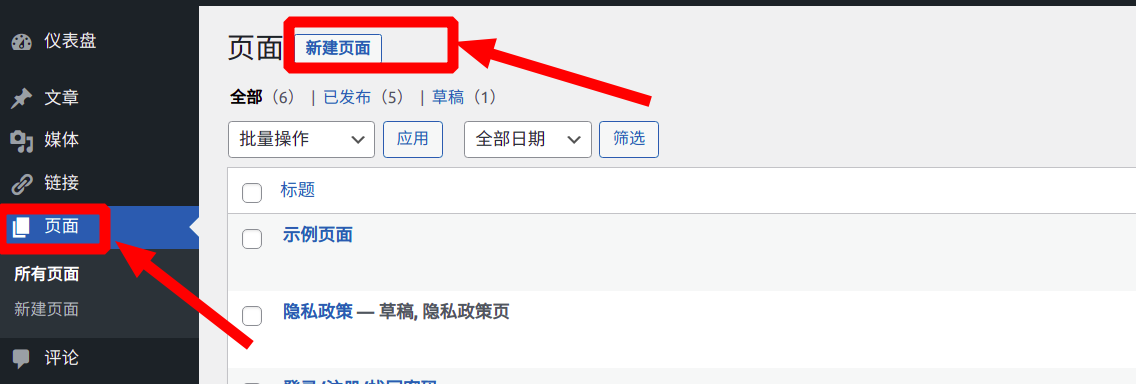 仪表盘
文章
媒体
链接
页面
所有页面
新建页面
评论
页面 新建页面
全部（6） | 已发布（5） | 草稿（1）
批量操作 应用 全部日期 筛选
标题
示例页面
隐私政策 — 草稿, 隐私政策页